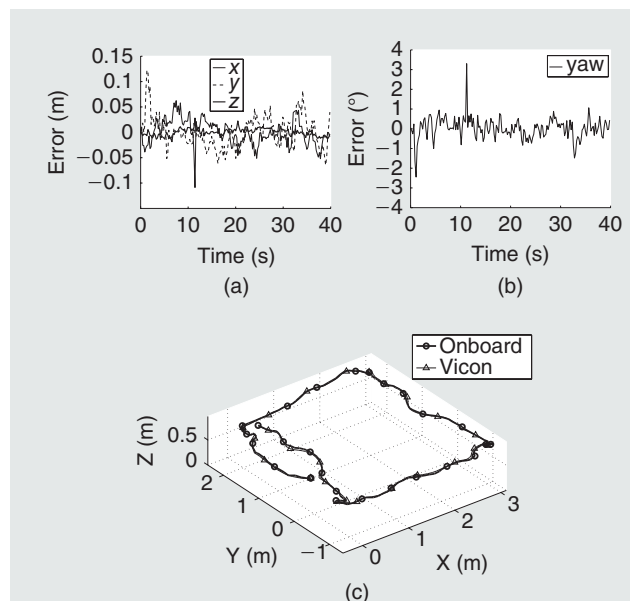 0.15
0.1
0.05
0
−0.05
−0.1
Error (m)
x
y
z
0 10 20 30 40
Time (s)
(a)
4
3
2
1
0
−1
−2
−3
−4
Error (°)
yaw
0 10 20 30 40
Time (s)
(b)
Onboard
Vicon
Z (m)
0.5
0
2
1
0
−1
Y (m)
0
1
2
3
X (m)
(c)